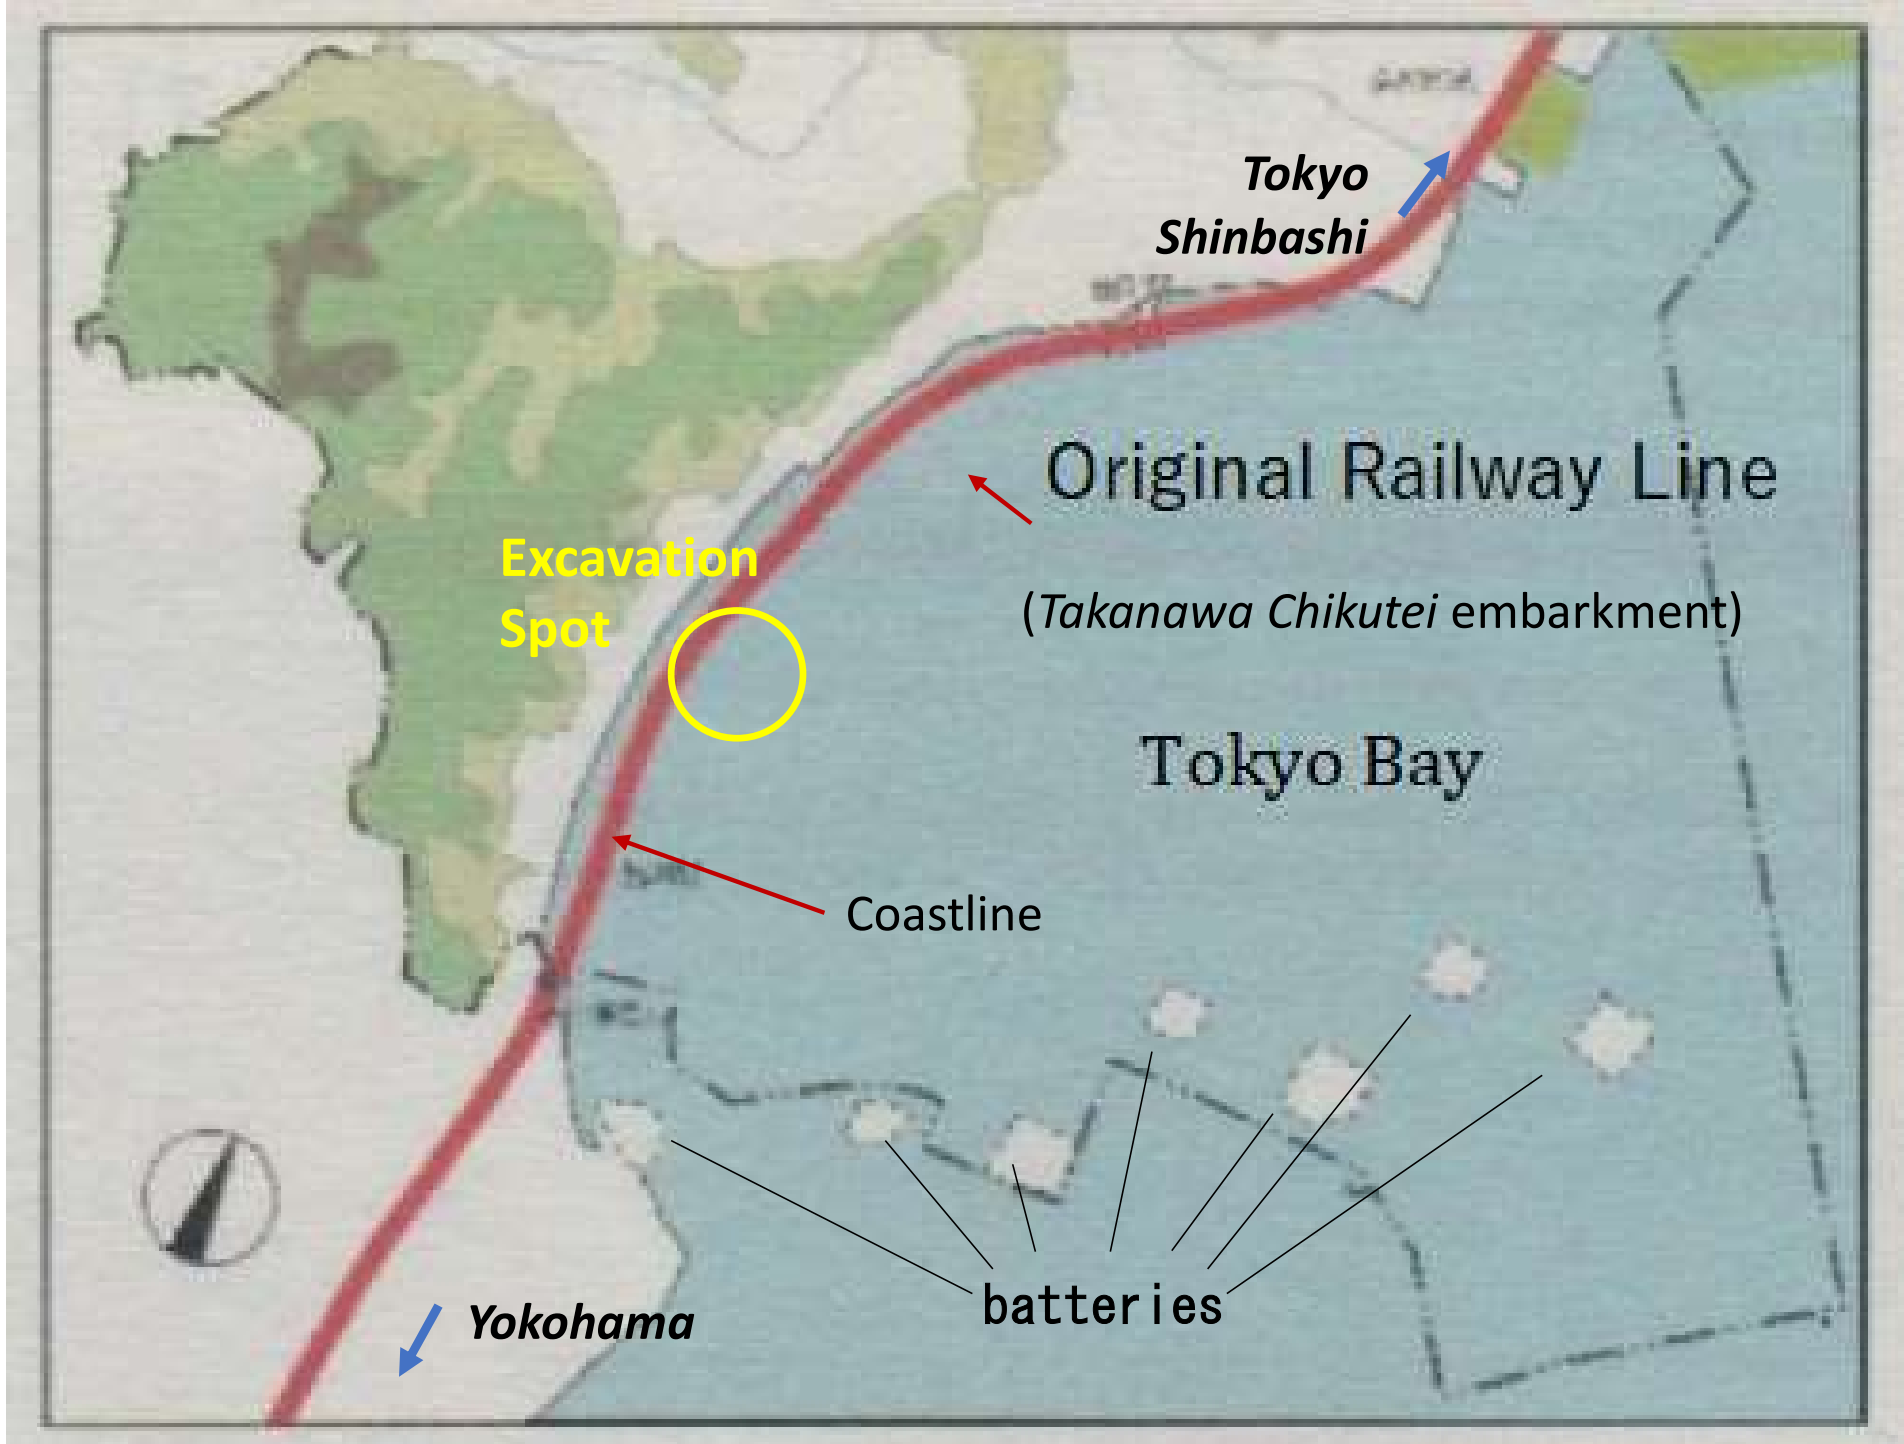 Tokyo
Shinbashi
Original Railway Line
Excavation
Spot
(Takanawa Chikutei embarkment)
Tokyo Bay
Coastline
batteries
Yokohama